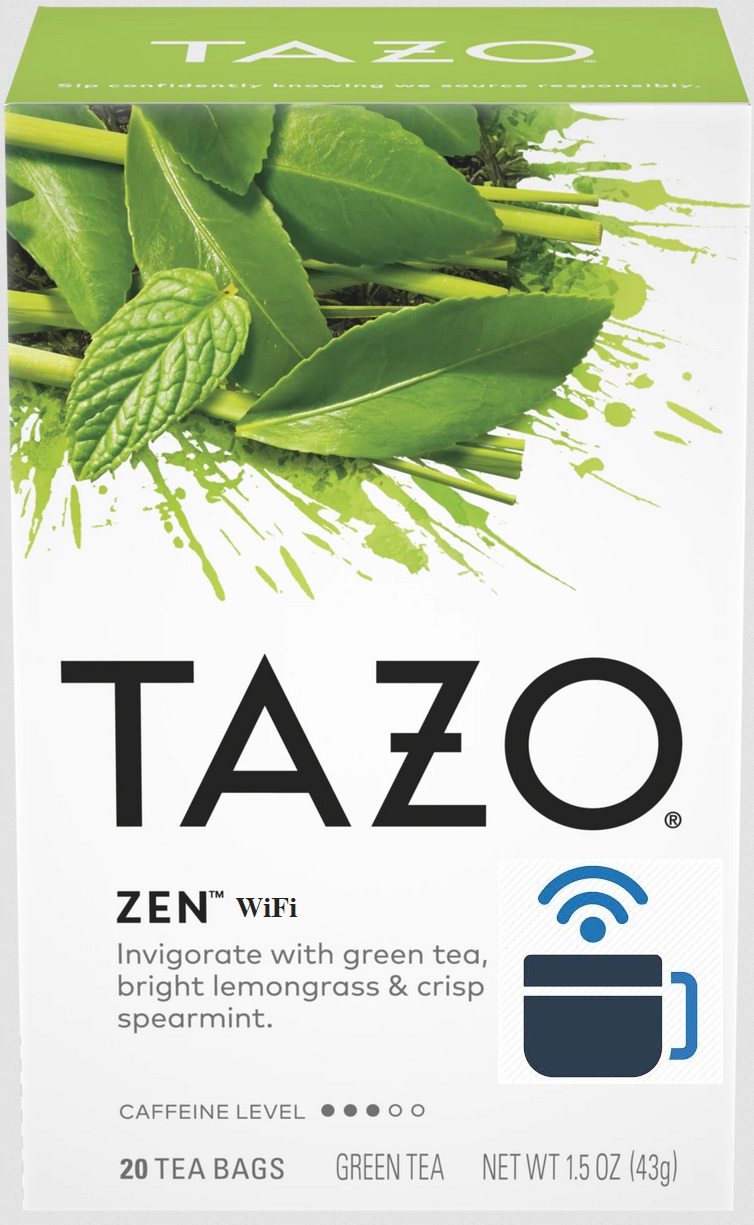 TAZO®
Sip confidently knowing we source responsibly.
TAZO®
ZEN™ WiFi
Invigorate with green tea,
bright lemongrass & crisp
spearmint.
CAFFEINE LEVEL
20 TEA BAGS GREEN TEA NET WT 1.5 OZ (43g)